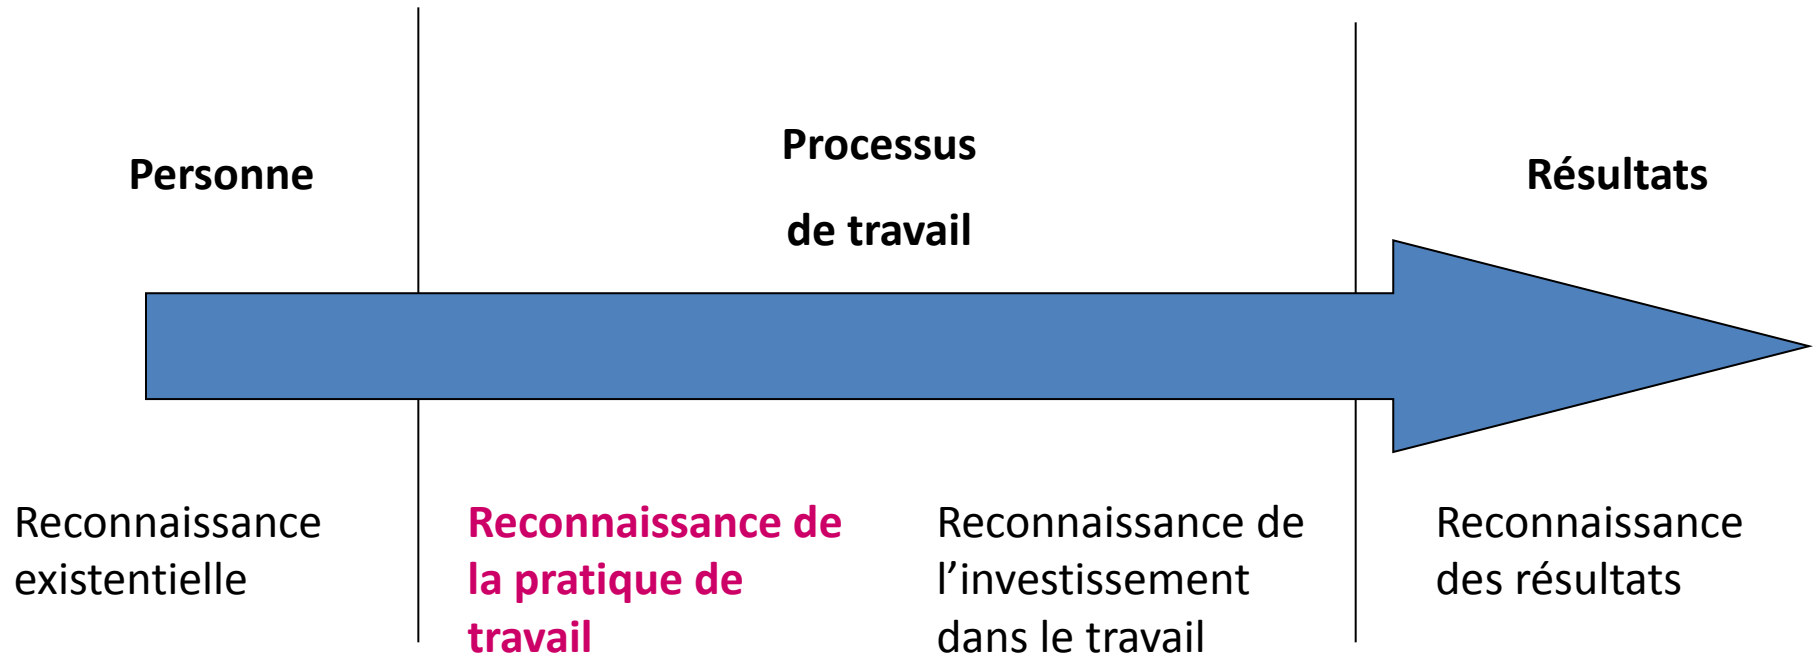 Personne
Processus
de travail
Résultats
Reconnaissance
existentielle
Reconnaissance de
la pratique de
travail
Reconnaissance de
l’investissement
dans le travail
Reconnaissance
des résultats